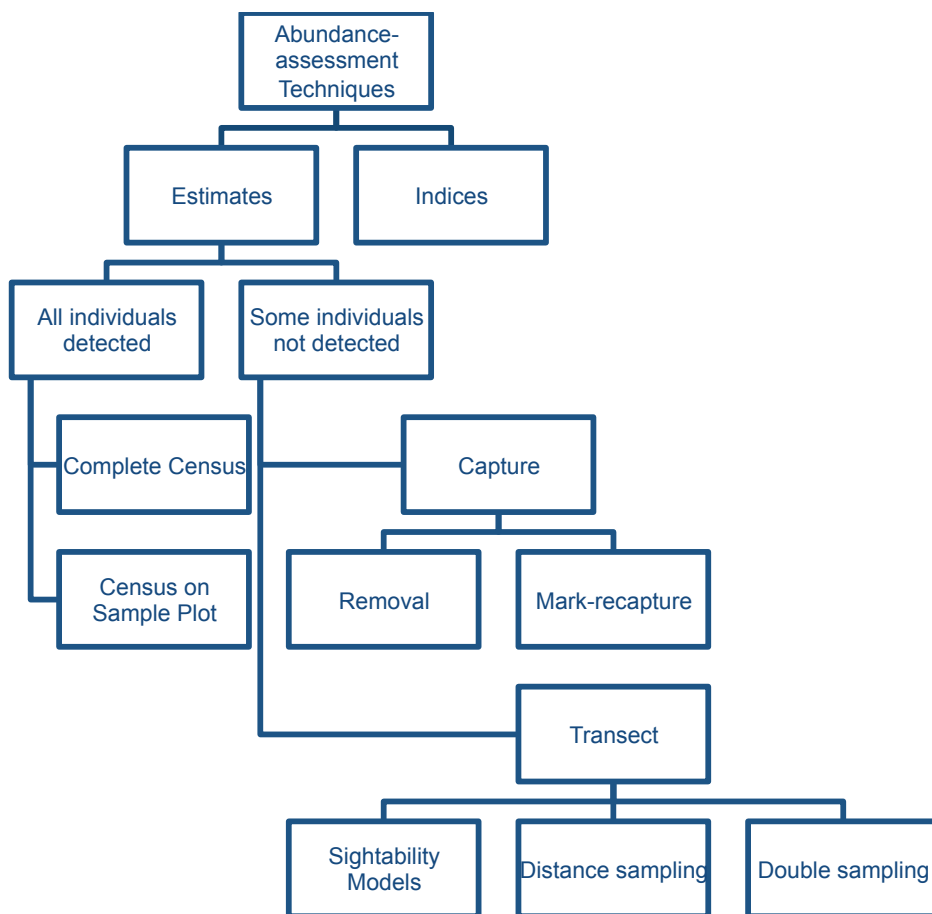 Abundance-
assessment
Techniques
Estimates
Indices
All individuals
detected
Some individuals
not detected
Complete Census
Capture
Census on
Sample Plot
Removal
Mark-recapture
Transect
Sightability
Models
Distance sampling
Double sampling